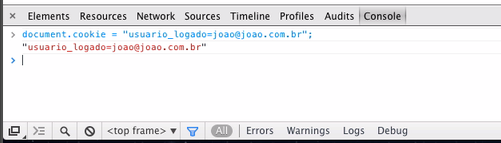 × Elements Resources Network Sources Timeline Profiles Audits Console
> document.cookie = "usuario_logado=joao@joao.com.br";
"usuario_logado=joao@joao.com.br"
>
<top frame> ▼ All Errors Warnings Logs Debug